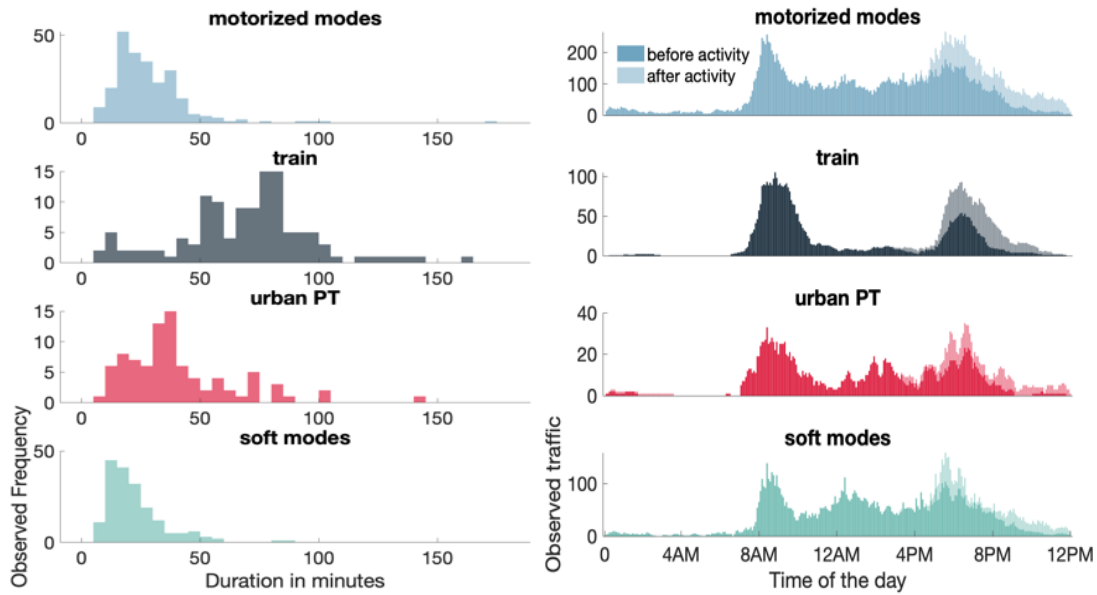 motorized modes
50
0
0 50 100 150
train
15
10
5
0
0 50 100 150
urban PT
15
10
5
0
0 50 100 150
soft modes
50
0
0 50 100 150
Observed Frequency
Duration in minutes
motorized modes
before activity
after activity
200
100
0
train
100
50
0
urban PT
40
20
0
soft modes
100
0
0 4AM 8AM 12AM 4PM 8PM 12PM
Observed traffic
Time of the day